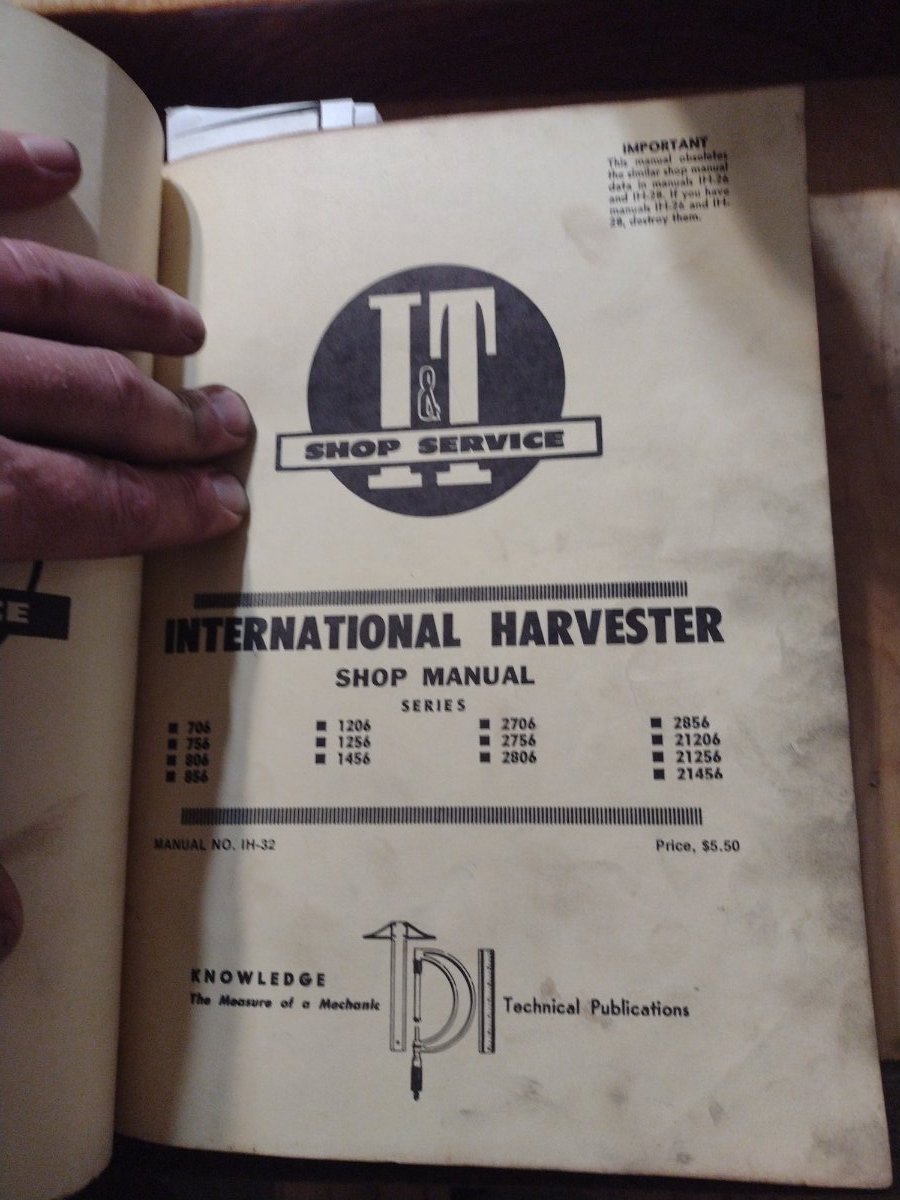 IMPORTANT
This manual obsoletes
the similar shop manual
data in manuals IH-26
and IH-28. If you have
manuals IH-26 and IH-
28, destroy them.
I&T
SHOP SERVICE
CE
INTERNATIONAL HARVESTER
SHOP MANUAL
SERIES
■ 706 ■ 1206 ■ 2706 ■ 2856
■ 756 ■ 1256 ■ 2756 ■ 21206
■ 806 ■ 1456 ■ 2806 ■ 21256
■ 856 ■ 21456
MANUAL NO. IH-32 Price, $5.50
KNOWLEDGE
The Measure of a Mechanic
TPI
Technical Publications